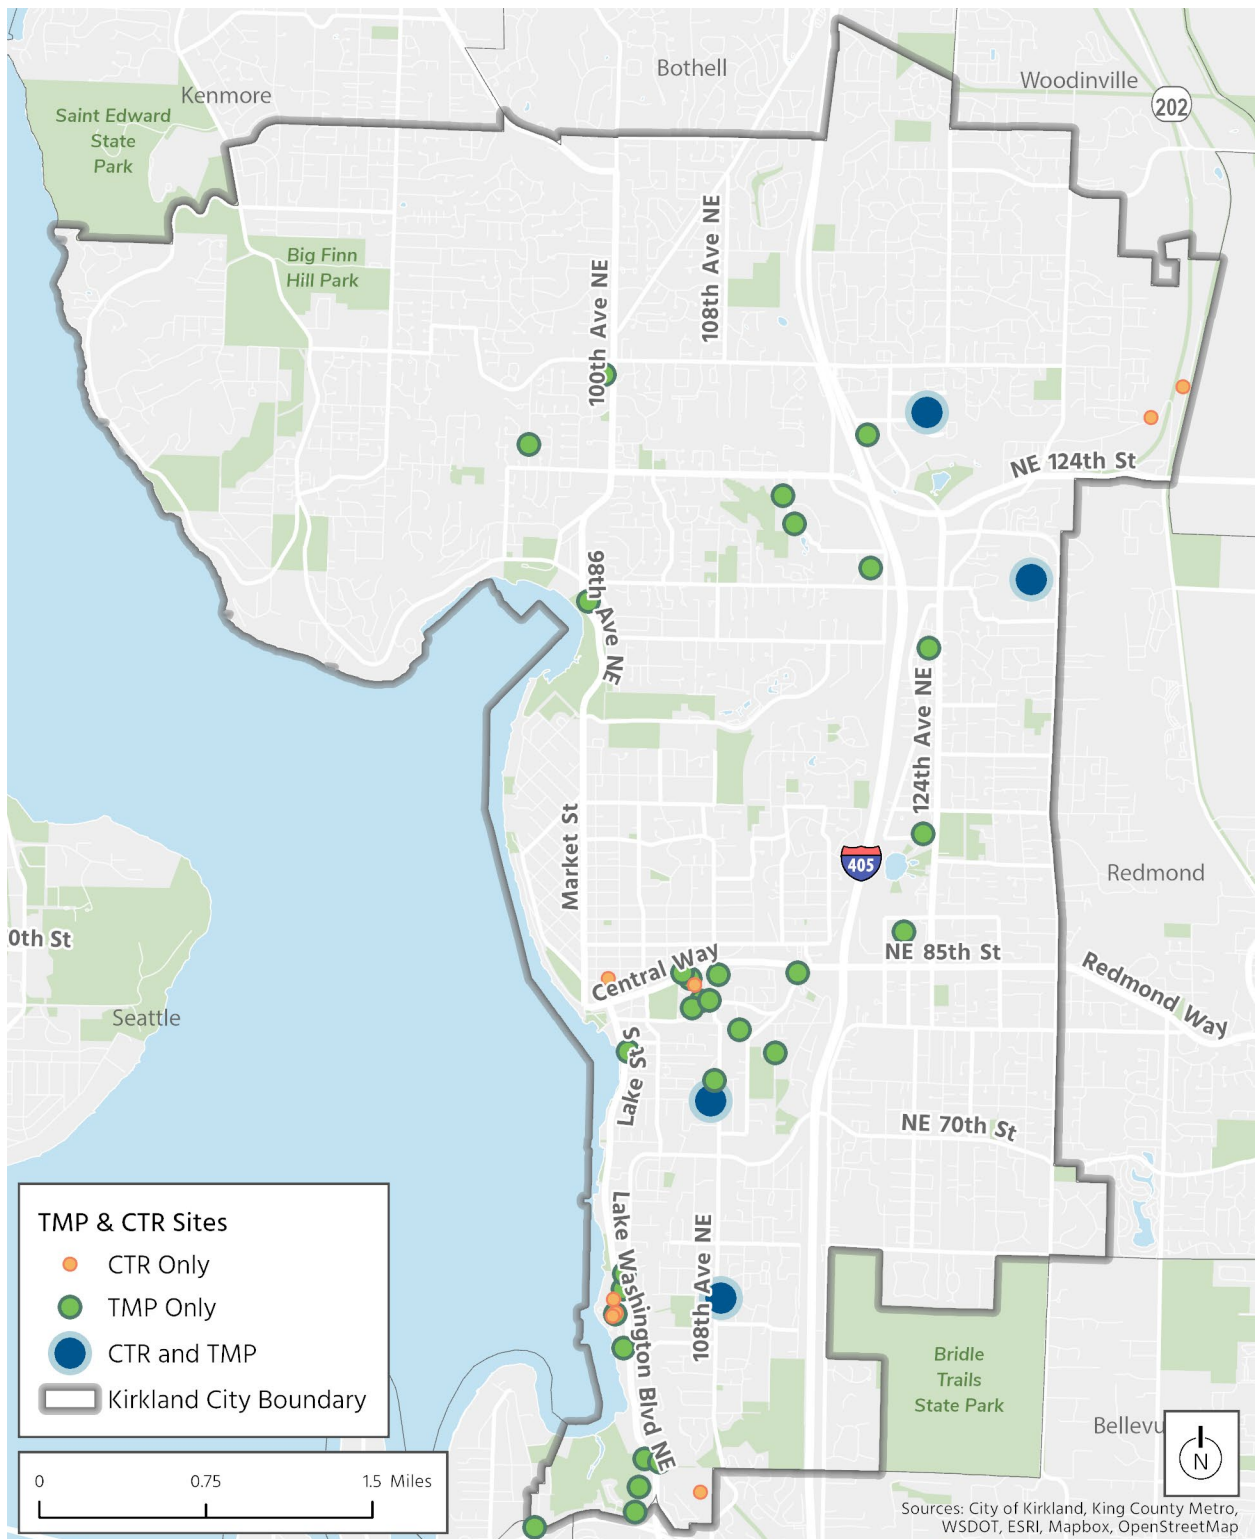 Bothell
Woodinville
Kenmore
202
Saint Edward
State
Park
108th Ave NE
Big Finn
Hill Park
100th Ave NE
NE 124th St
98th Ave NE
124th Ave NE
Market St
405
Redmond
0th St
NE 85th St
Central Way
Redmond Way
Seattle
Lake St S
NE 70th St
Lake Washington Blvd NE
108th Ave NE
TMP & CTR Sites
CTR Only
TMP Only
CTR and TMP
Kirkland City Boundary
Bridle
Trails
State Park
Bellevu
N
0 0.75 1.5 Miles
Sources: City of Kirkland, King County Metro,
WSDOT, ESRI, Mapbox, OpenStreetMap